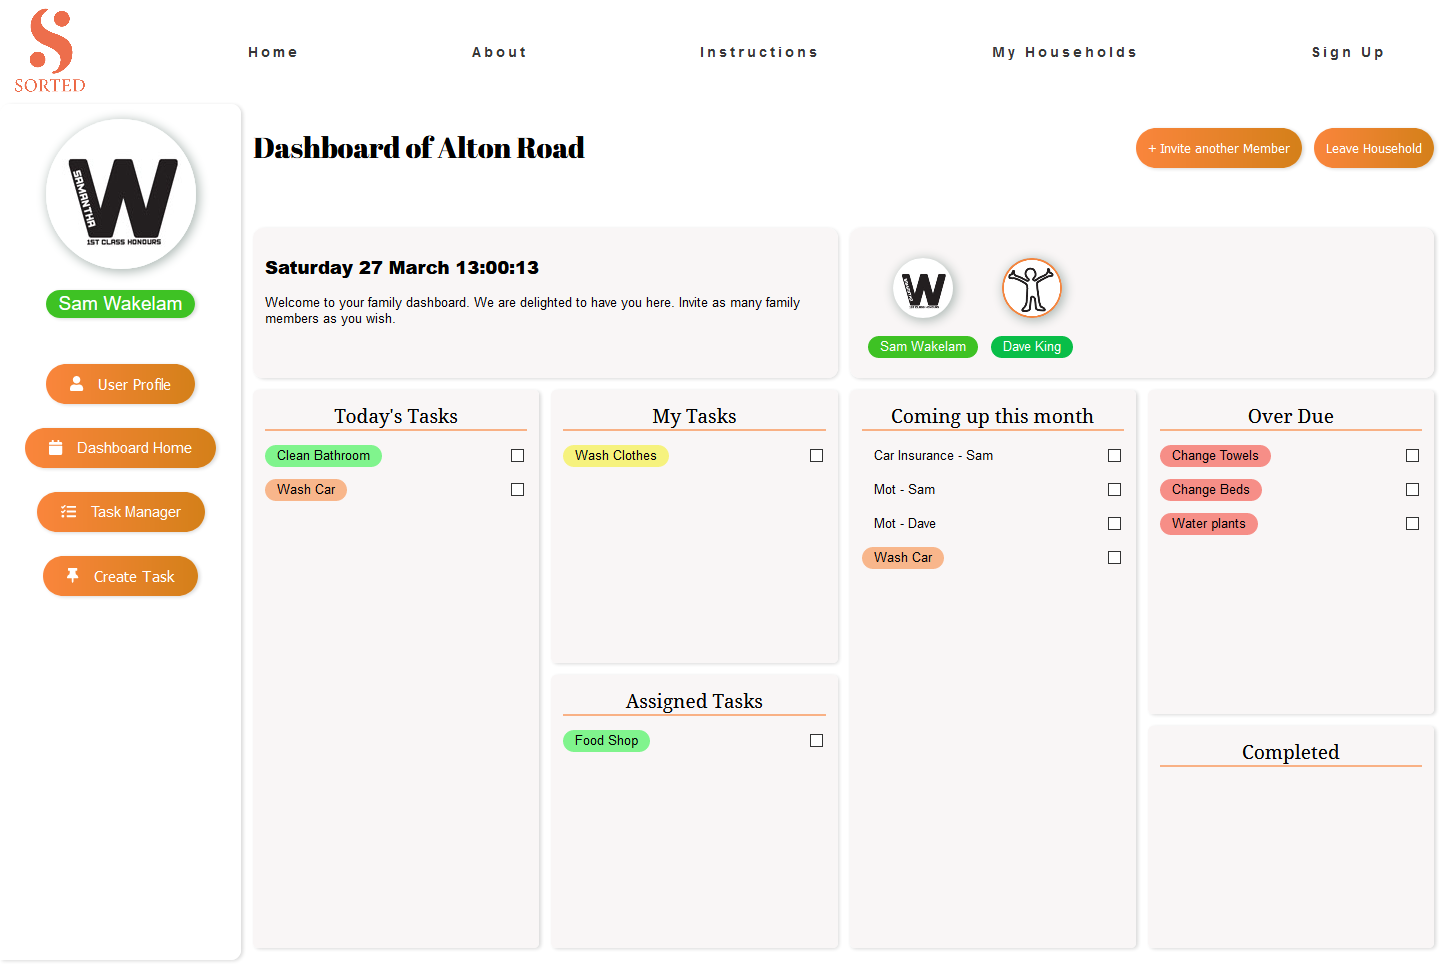 SORTED
Home
About
Instructions
My Households
Sign Up
SAMANTHA
W
1ST CLASS HONOURS
Sam Wakelam
User Profile
Dashboard Home
Task Manager
Create Task
Dashboard of Alton Road
+ Invite another Member
Leave Household
Saturday 27 March 13:00:13
Welcome to your family dashboard. We are delighted to have you here. Invite as many family
members as you wish.
W
Sam Wakelam
Dave King
Today's Tasks
Clean Bathroom
Wash Car
My Tasks
Wash Clothes
Assigned Tasks
Food Shop
Coming up this month
Car Insurance - Sam
Mot - Sam
Mot - Dave
Wash Car
Over Due
Change Towels
Change Beds
Water plants
Completed